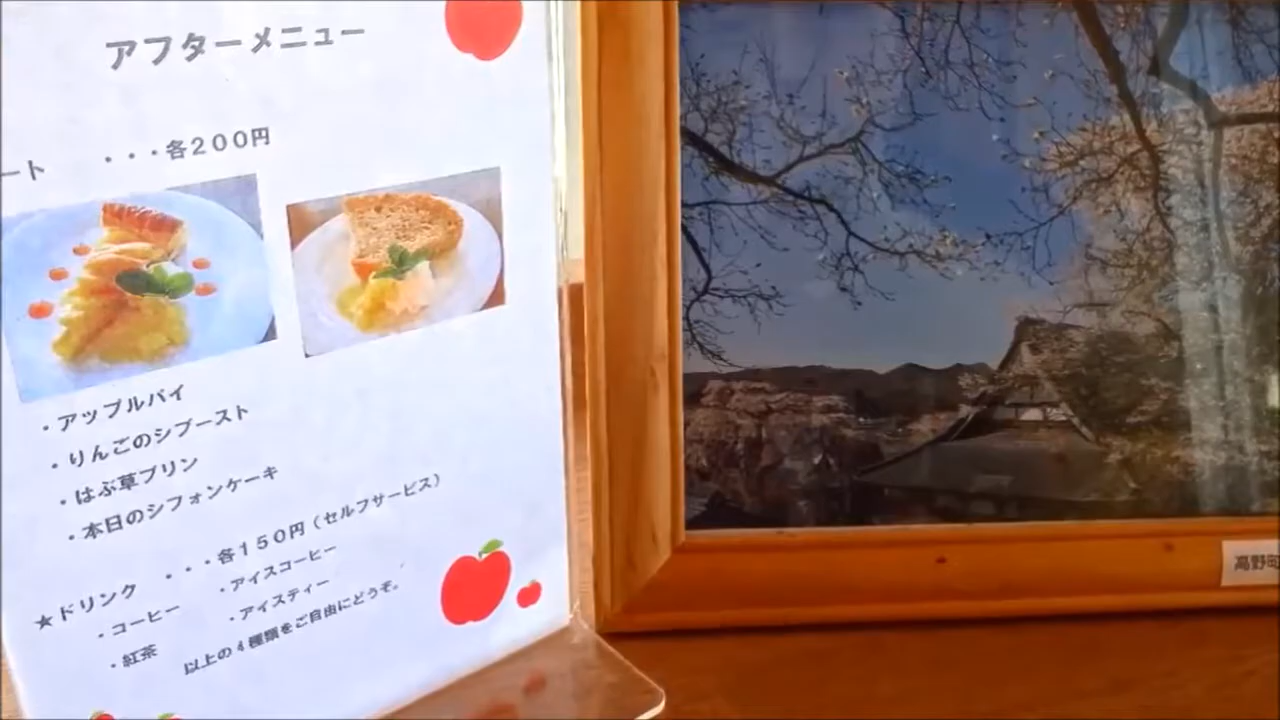 アフターメニュー
ート　・・・各２００円
・アップルパイ
・りんごのシブースト
・はぶ草プリン
・本日のシフォンケーキ
★ドリンク　・・・各１５０円（セルフサービス）
・コーヒー　・アイスコーヒー
・紅茶　・アイスティー
以上の４種類をご自由にどうぞ。
高野町